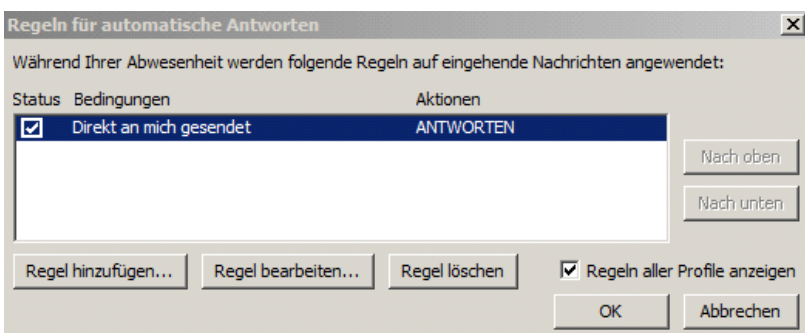 Regeln für automatische Antworten
Während Ihrer Abwesenheit werden folgende Regeln auf eingehende Nachrichten angewendet:
Status Bedingungen Aktionen
Direkt an mich gesendet ANTWORTEN
Nach oben
Nach unten
Regel hinzufügen... Regel bearbeiten... Regel löschen Regeln aller Profile anzeigen
OK Abbrechen